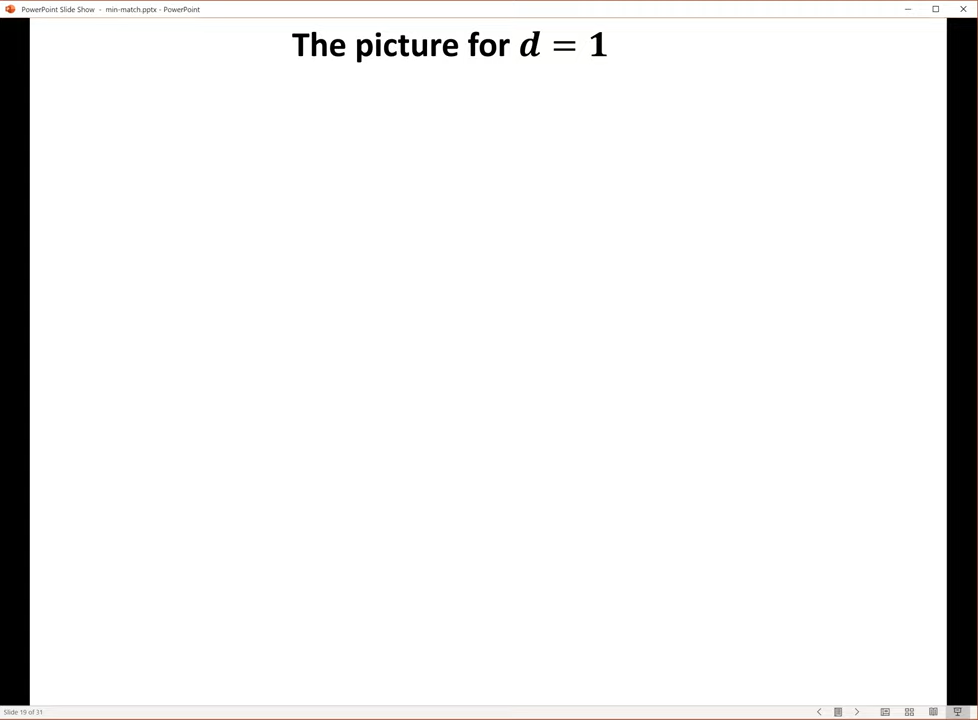 PowerPoint Slide Show - min-match.pptx - PowerPoint
The picture for d = 1
Slide 19 of 31